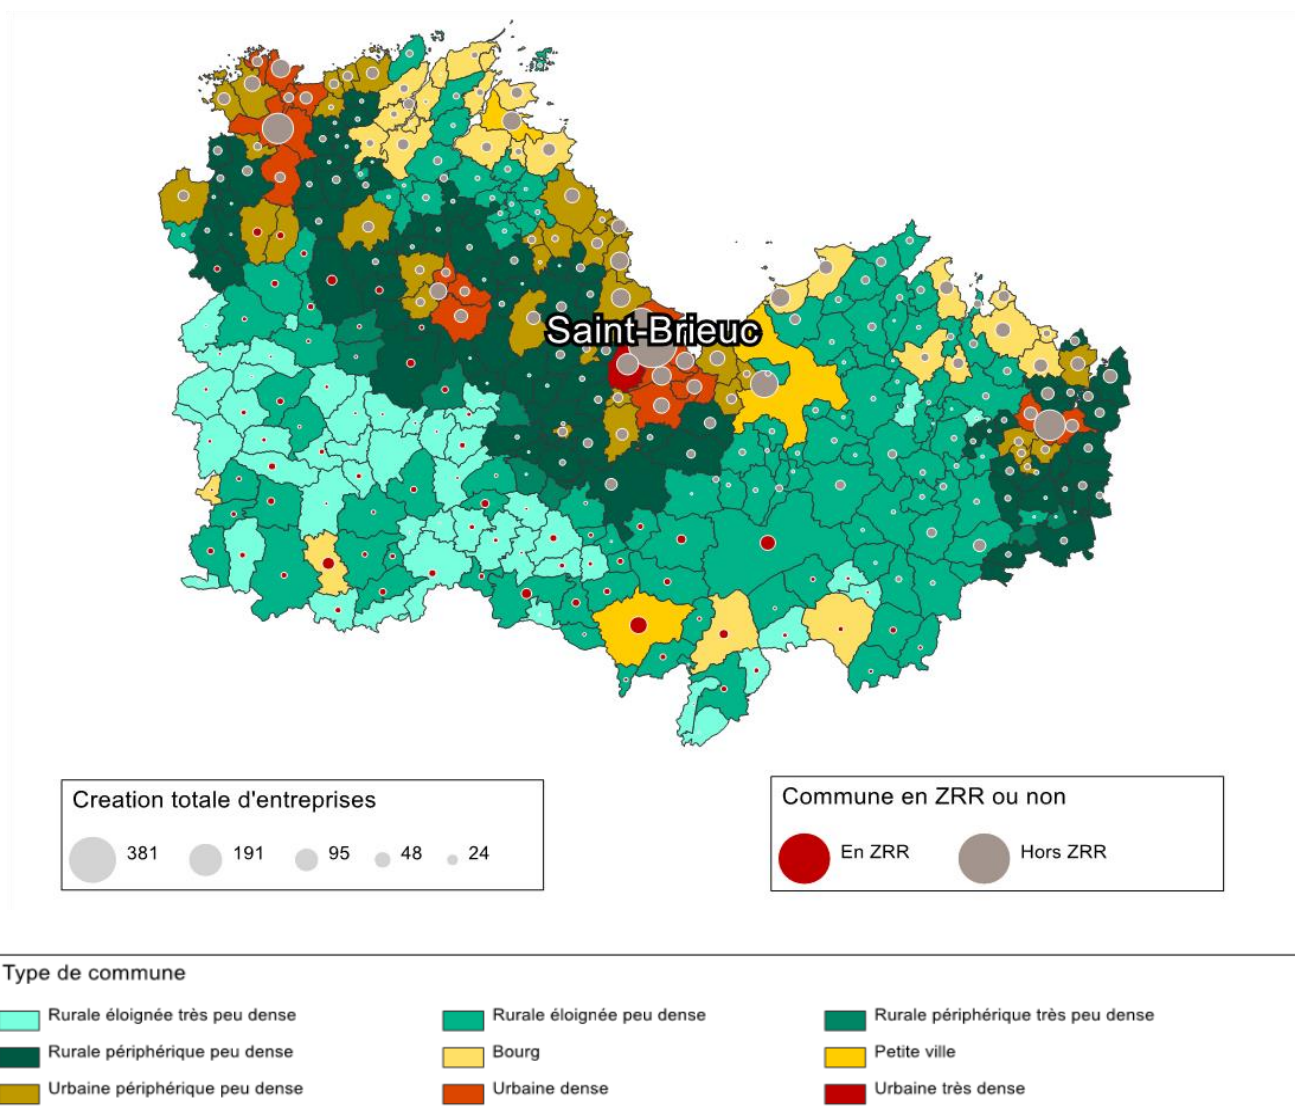 Saint-Brieuc
Creation totale d'entreprises
381 191 95 48 24
Commune en ZRR ou non
En ZRR Hors ZRR
Type de commune
Rurale éloignée très peu dense Rurale éloignée peu dense Rurale périphérique très peu dense
Rurale périphérique peu dense Bourg Petite ville
Urbaine périphérique peu dense Urbaine dense Urbaine très dense